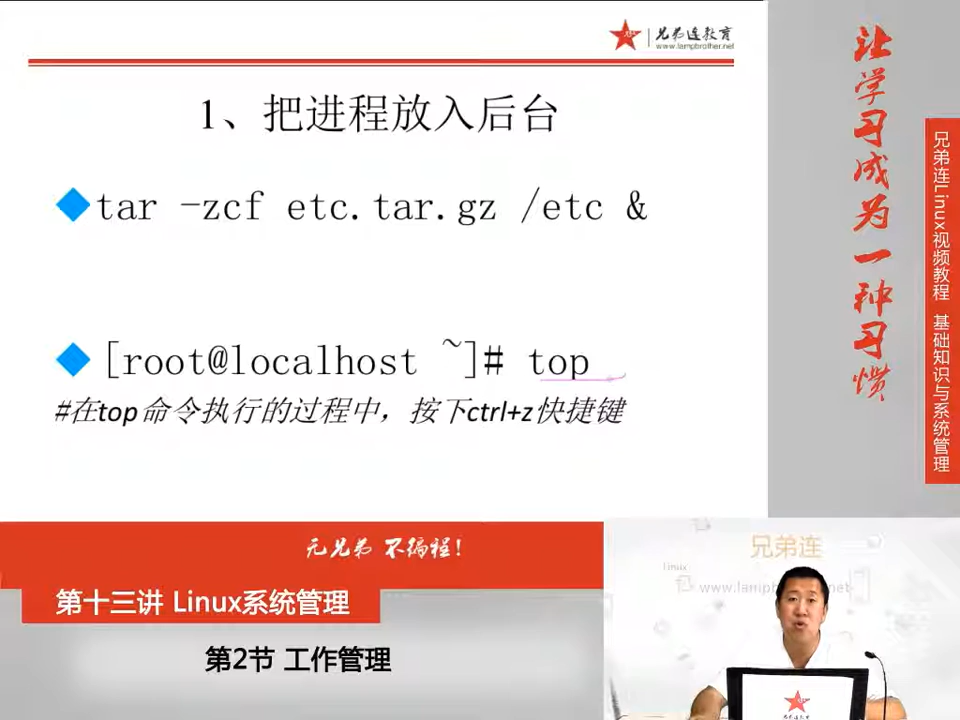 兄弟连教育
www.lampbrother.net
1、把进程放入后台
tar -zcf etc.tar.gz /etc &
[root@localhost ~]# top
#在top命令执行的过程中，按下ctrl+z快捷键
让学习成为一种习惯
兄弟连Linux视频教程 基础知识与系统管理
无兄弟 不编程!
第十三讲 Linux系统管理
第2节 工作管理
兄弟连
Linux